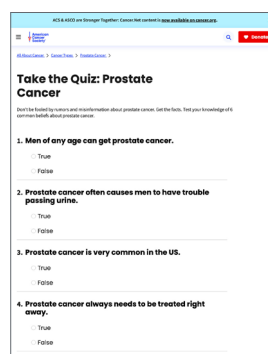 ACS & ASCO are Stronger Together: Cancer.Net content is now available on cancer.org.
American
Cancer
Society
Donate
All About Cancer > Cancer Types > Prostate Cancer >
Take the Quiz: Prostate
Cancer
Don't be fooled by rumors and misinformation about prostate cancer. Get the facts. Test your knowledge of 6
common beliefs about prostate cancer.
1. Men of any age can get prostate cancer.
True
False
2. Prostate cancer often causes men to have trouble
passing urine.
True
False
3. Prostate cancer is very common in the US.
True
False
4. Prostate cancer always needs to be treated right
away.
True
False